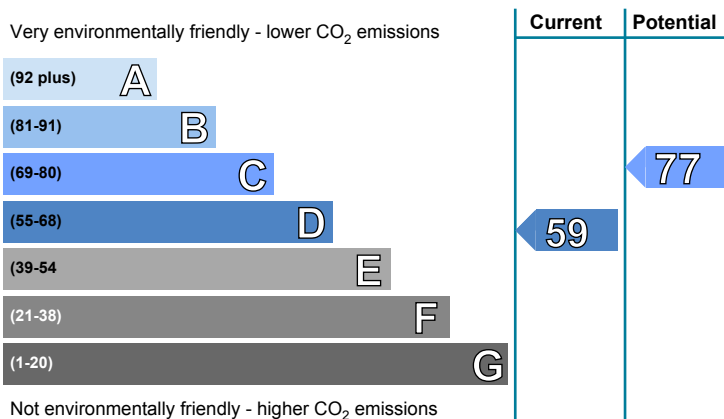 Current Potential
Very environmentally friendly - lower CO2 emissions
(92 plus) A
(81-91) B
(69-80) C
77
(55-68) D
59
(39-54 E
(21-38) F
(1-20) G
Not environmentally friendly - higher CO2 emissions